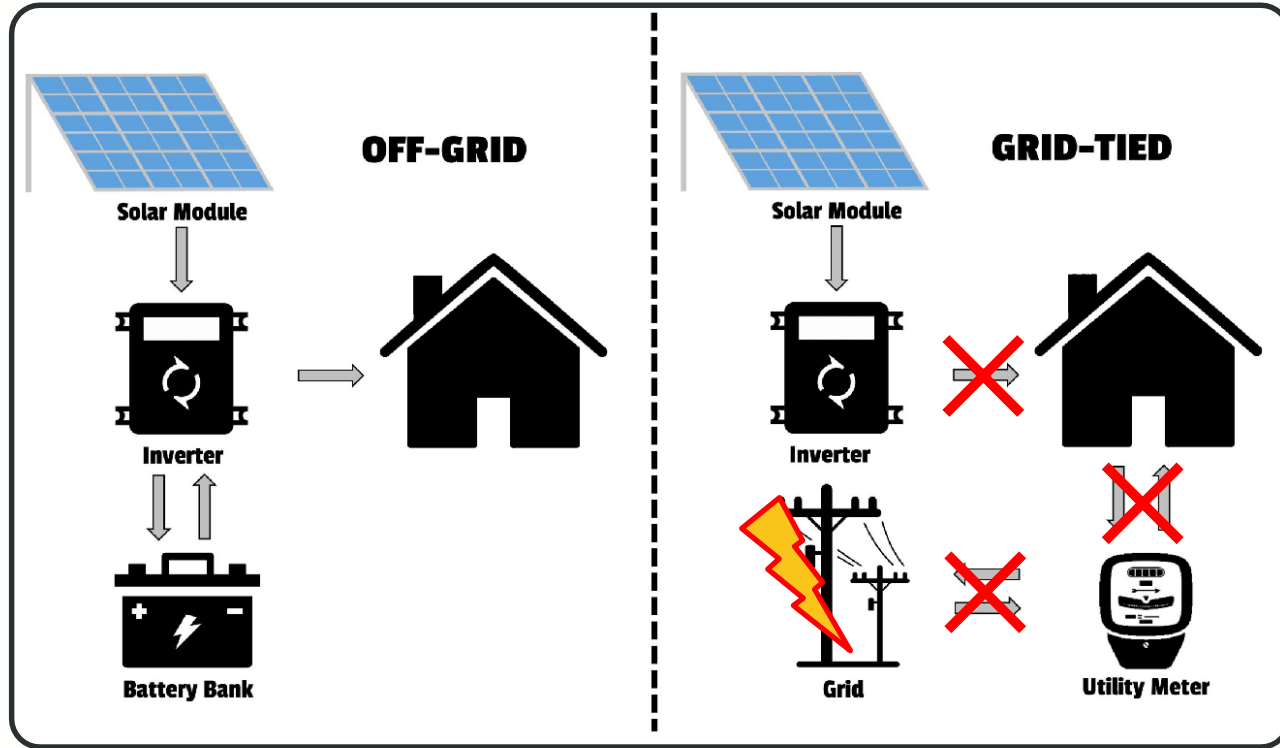 OFF-GRID
Solar Module
Inverter
+ -
Battery Bank
GRID-TIED
Solar Module
Inverter
Grid
Utility Meter